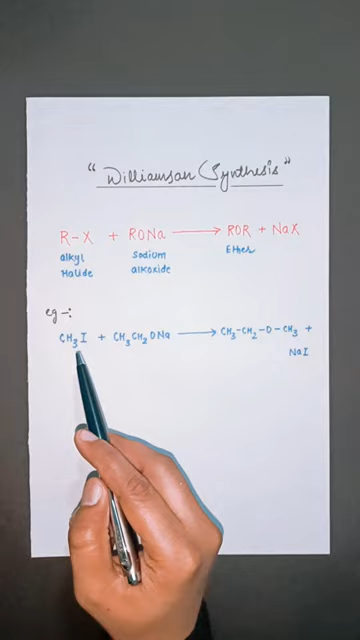 "Williamson Synthesis"
R-X + RONa ⟶ ROR + NaX
alkyl Halide Sodium alkoxide Ether
eg -:
CH₃I + CH₃CH₂ONa ⟶ CH₃-CH₂-O-CH₃ +
NaI